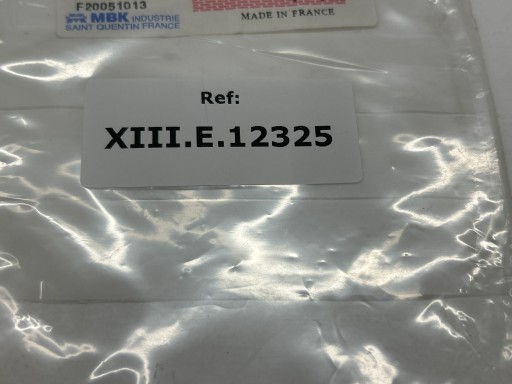 F20051013
MBK INDUSTRIE
SAINT QUENTIN FRANCE
MADE IN FRANCE
Ref:
XIII.E.12325